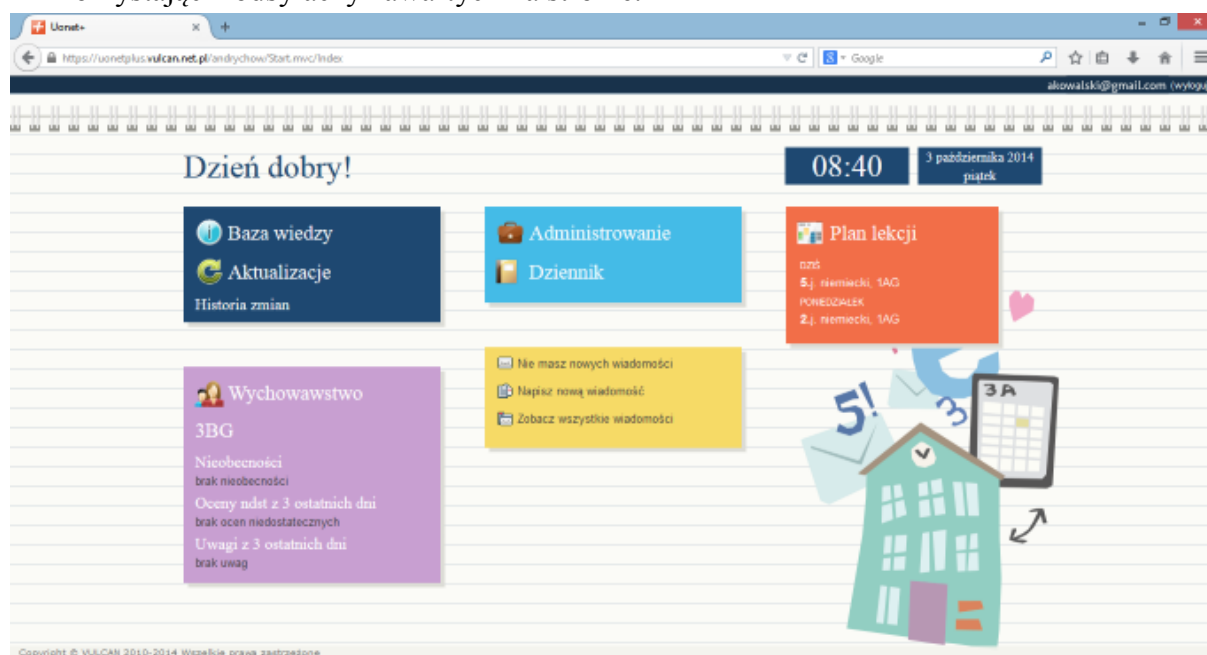 Uonet+
https://uonetplus.vulcan.net.pl/andrychow/Start.mvc/Index
Google
akowalski@gmail.com (wyloguj
Dzień dobry!
08:40
3 października 2014
piątek
Baza wiedzy
Aktualizacje
Historia zmian
Administrowanie
Dziennik
Plan lekcji
DZIŚ
5.j. niemiecki, 1AG
PONIEDZIAŁEK
2.j. niemiecki, 1AG
Nie masz nowych wiadomości
Napisz nową wiadomość
Zobacz wszystkie wiadomości
Wychowawstwo
3BG
Nieobecności
brak nieobecności
Oceny ndst z 3 ostatnich dni
brak ocen niedostatecznych
Uwagi z 3 ostatnich dni
brak uwag
5!
3
3A
Copyright © VULCAN 2010-2014 Wszelkie prawa zastrzeżone